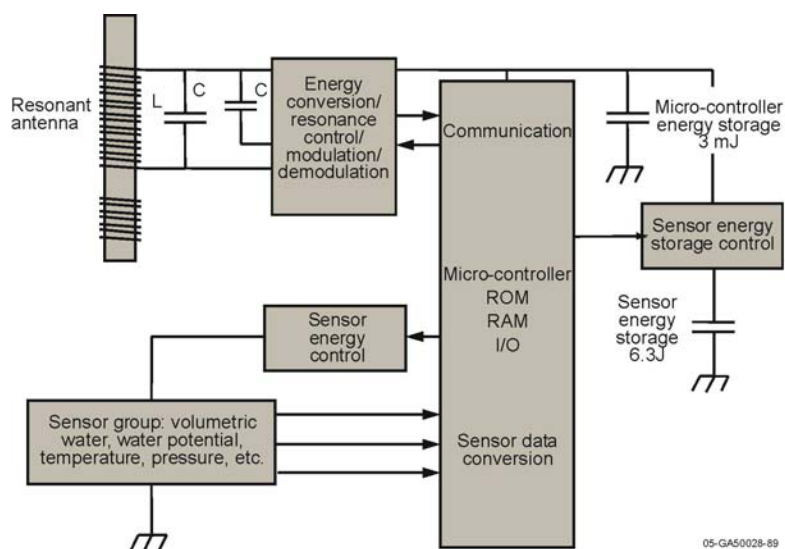 Resonant
antenna
L
C
C
Energy
conversion/
resonance
control/
modulation/
demodulation
Communication
Micro-controller
energy storage
3 mJ
Sensor energy
storage control
Micro-controller
ROM
RAM
I/O
Sensor
energy
storage
6.3J
Sensor
energy
control
Sensor group: volumetric
water, water potential,
temperature, pressure, etc.
Sensor data
conversion
05-GA50028-89